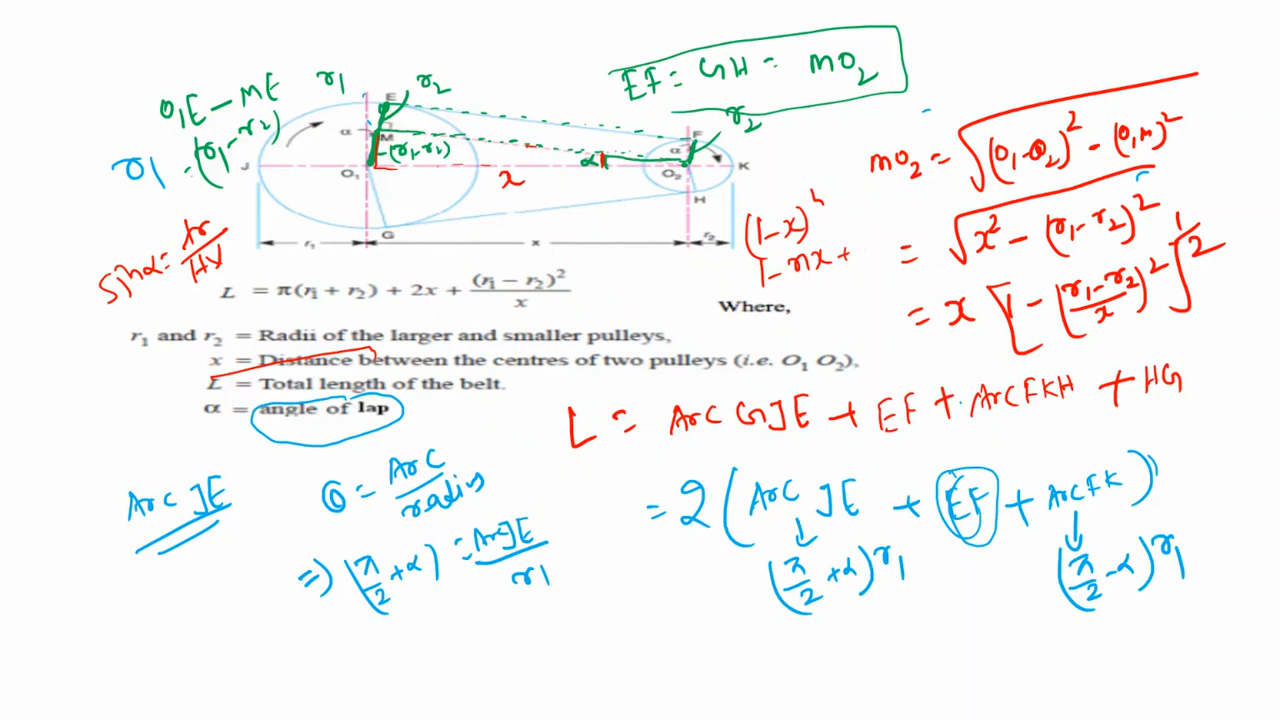 O1E - ME
r1
r2
EF = GH = MO2
= (r1-r2)
r1
E
α
M
(r1-r2)
F
r2
α
α
J
O1
x
O2
K
H
G
r1
x
r2
MO2 = √(O1-O2)² - (O1M)²
= √x² - (r1-r2)²
= x [1 - ((r1-r2)/x)²]^1/2
(1-x)^n
1-nx+
sinα =
L = π(r1 + r2) + 2x + (r1 − r2)²/x
Where,
r1 and r2 = Radii of the larger and smaller pulleys,
x = Distance between the centres of two pulleys (i.e. O1 O2),
L = Total length of the belt.
α = angle of lap
L = Arc GJE + EF + Arc FKH + HG
Arc JE
θ = Arc/radius
= 2 (Arc JE + EF + Arc FK)
⇒ (π/2 + α) = Arc JE/r1
(π/2 + α) r1
(π/2 - α) r1